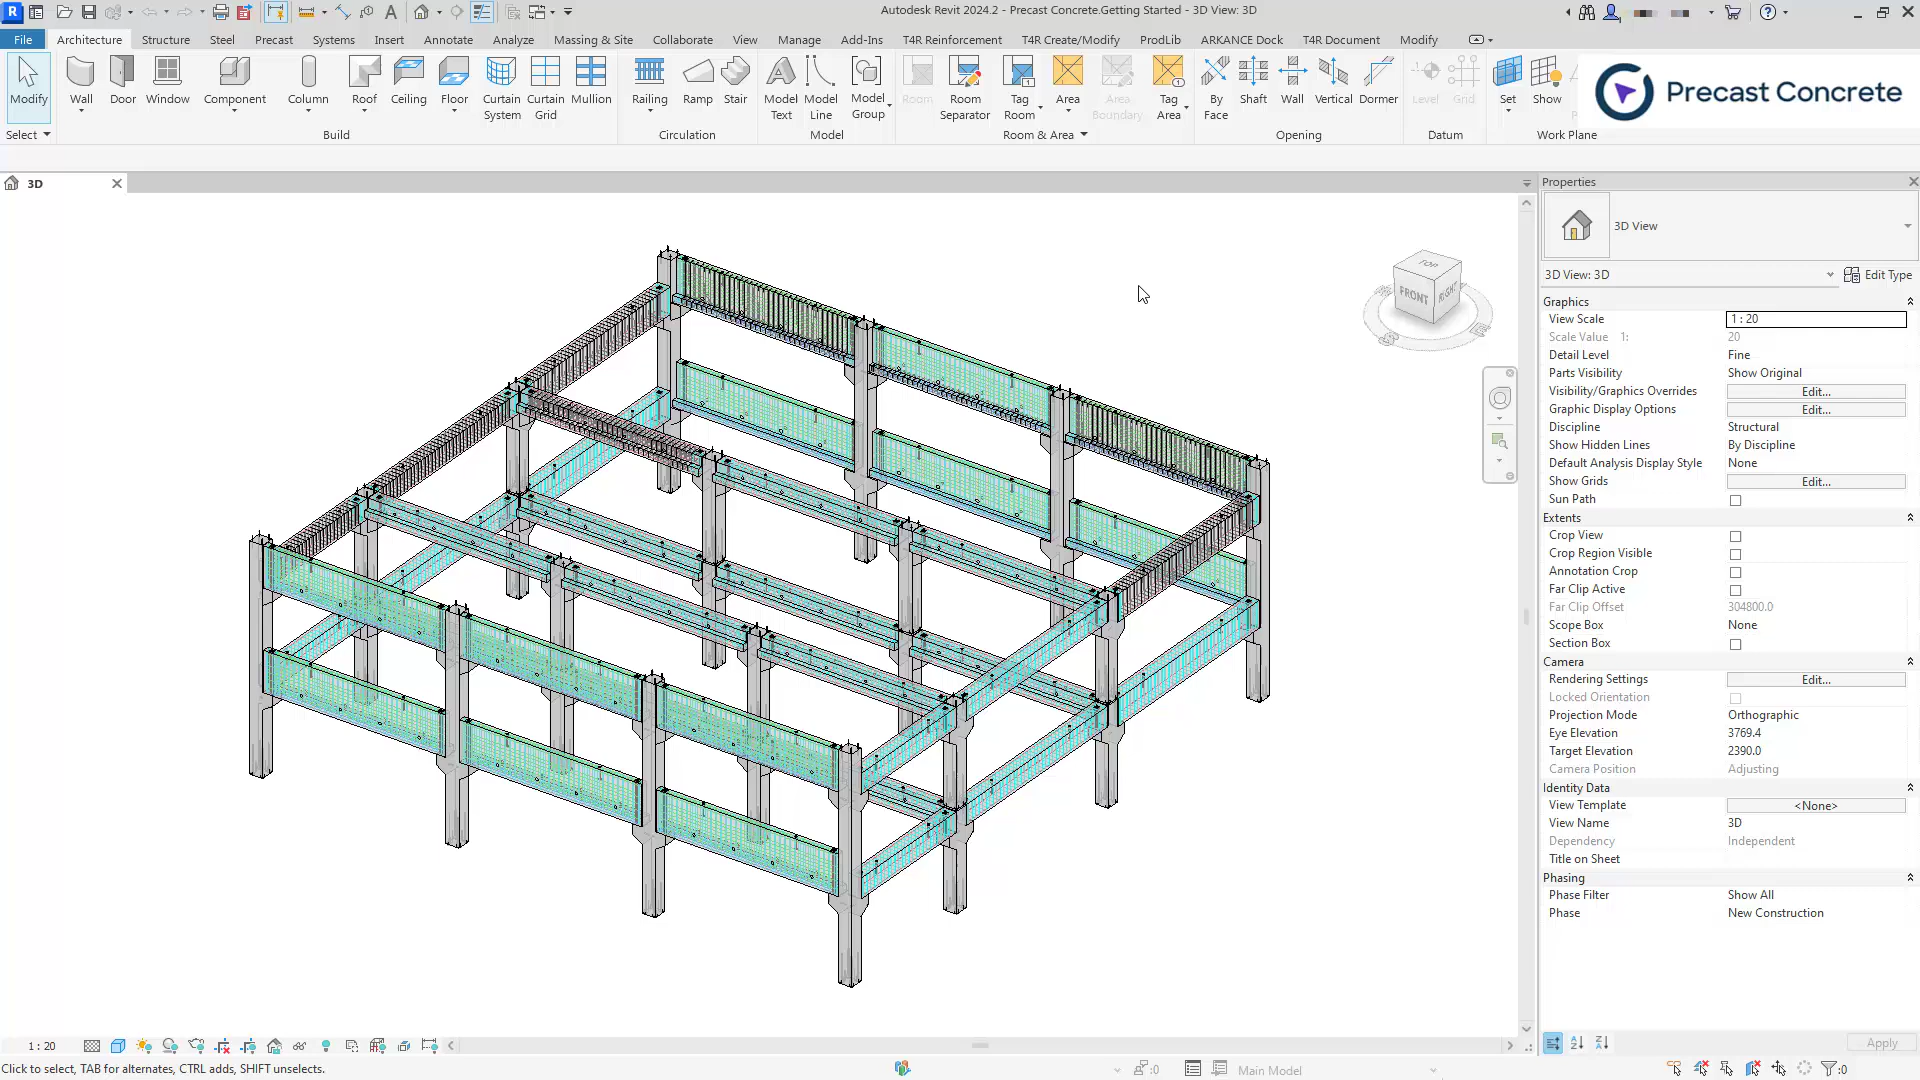 Autodesk Revit 2024.2 - Precast Concrete.Getting Started - 3D View: 3D
File Architecture Structure Steel Precast Systems Insert Annotate Analyze Massing & Site Collaborate View Manage Add-Ins T4R Reinforcement T4R Create/Modify ProdLib ARKANCE Dock T4R Document Modify
Modify Wall Door Window Component Column Roof Ceiling Floor Curtain System Curtain Grid Mullion Railing Ramp Stair Model Text Model Line Model Group Room Room Separator Tag Room Area Area Boundary Tag Area By Face Shaft Wall Vertical Dormer Level Grid Set Show
Precast Concrete
Select Build Circulation Model Room & Area Opening Datum Work Plane
3D
Properties
3D View
3D View: 3D Edit Type
Graphics
View Scale 1 : 20
Scale Value 1: 20
Detail Level Fine
Parts Visibility Show Original
Visibility/Graphics Overrides Edit...
Graphic Display Options Edit...
Discipline Structural
Show Hidden Lines By Discipline
Default Analysis Display Style None
Show Grids Edit...
Sun Path
Extents
Crop View
Crop Region Visible
Annotation Crop
Far Clip Active
Far Clip Offset 304800.0
Scope Box None
Section Box
Camera
Rendering Settings Edit...
Locked Orientation
Projection Mode Orthographic
Eye Elevation 3769.4
Target Elevation 2390.0
Camera Position Adjusting
Identity Data
View Template <None>
View Name 3D
Dependency Independent
Title on Sheet
Phasing
Phase Filter Show All
Phase New Construction
TOP
FRONT RIGHT
1 : 20
Apply
Click to select, TAB for alternates, CTRL adds, SHIFT unselects.
:0
Main Model
:0